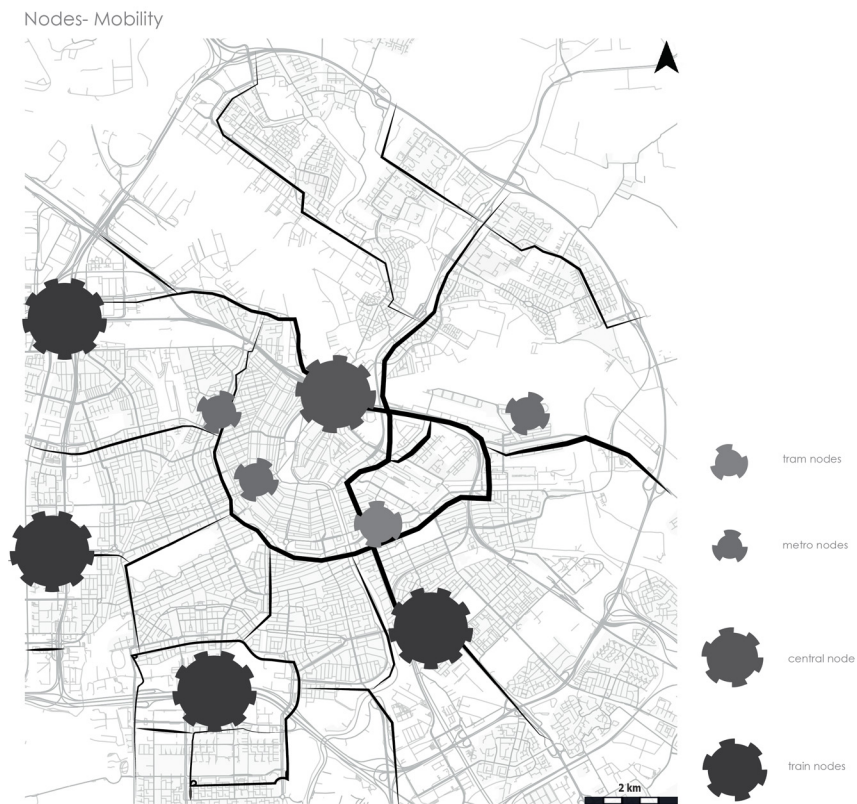 Nodes- Mobility
tram nodes
metro nodes
central node
train nodes
2 km